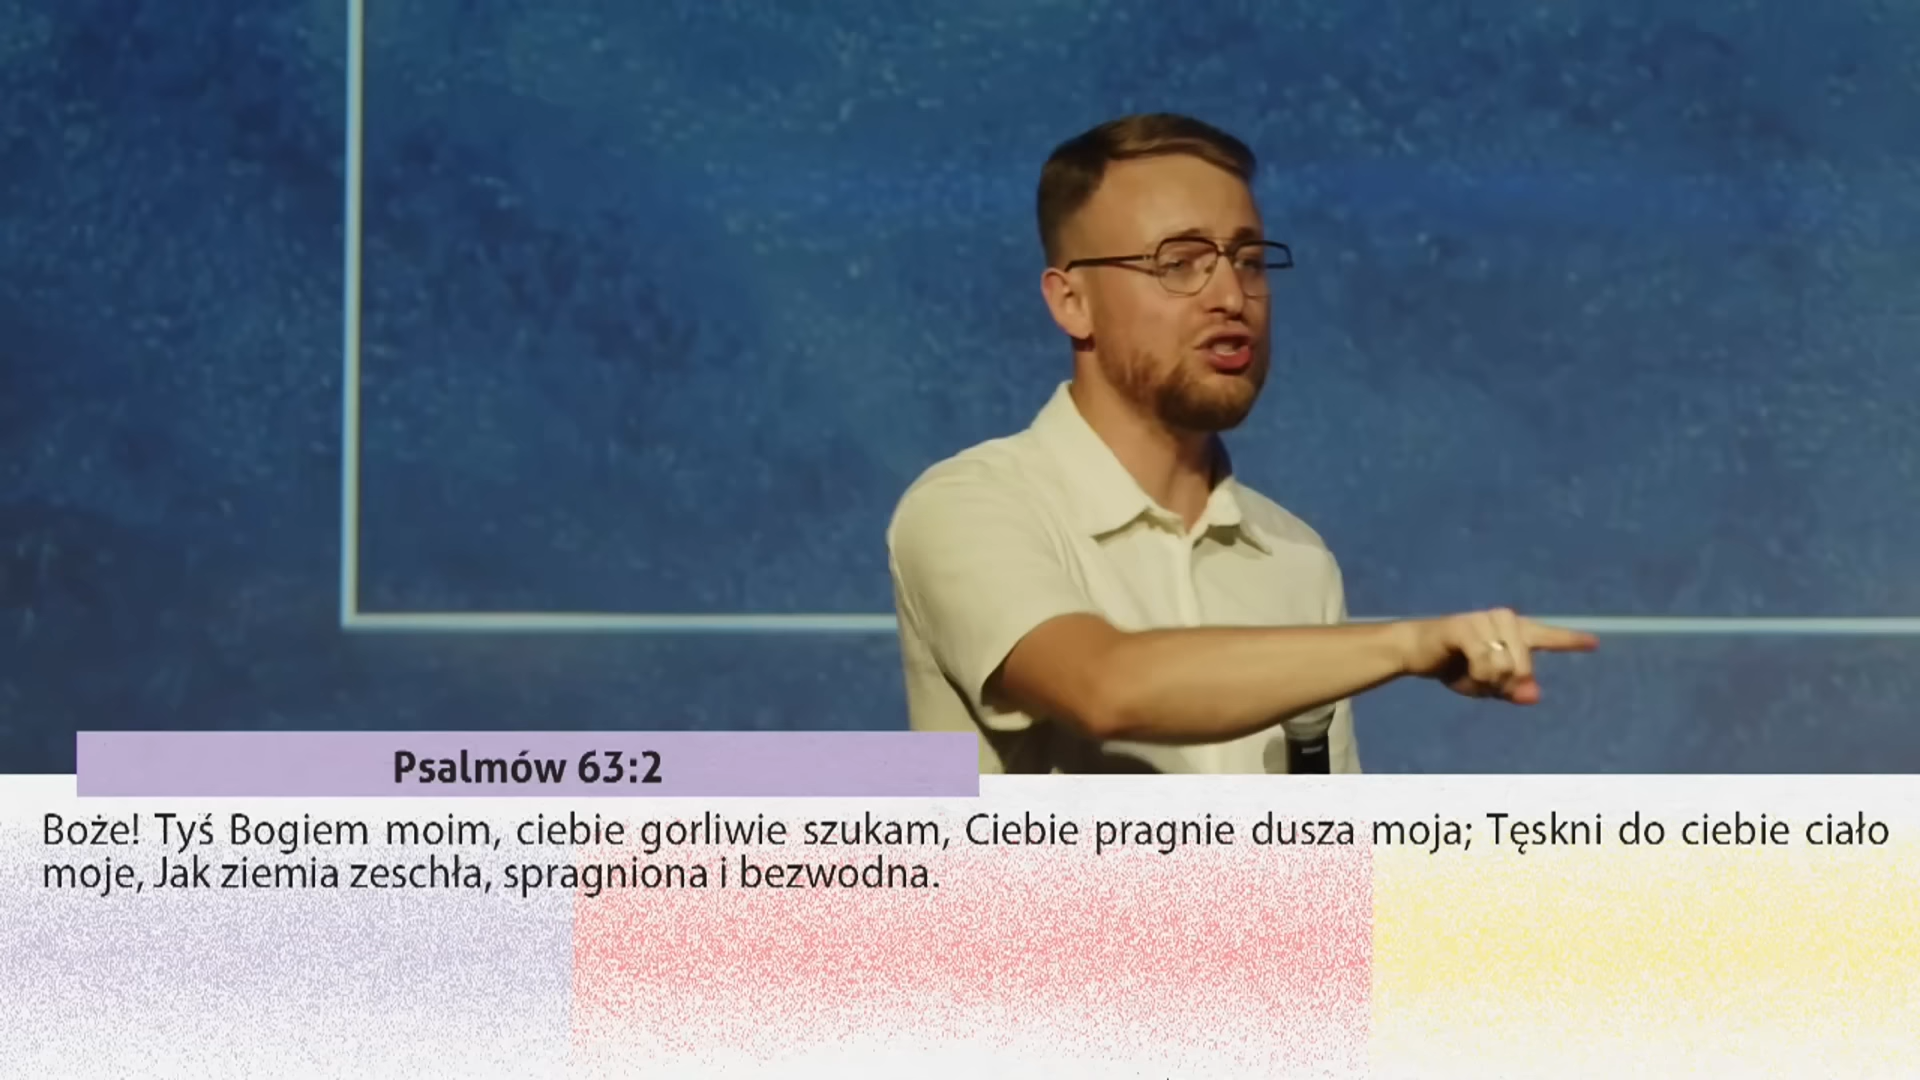 Psalmów 63:2
Boże! Tyś Bogiem moim, ciebie gorliwie szukam, Ciebie pragnie dusza moja; Tęskni do ciebie ciało
moje, Jak ziemia zeschła, spragniona i bezwodna.